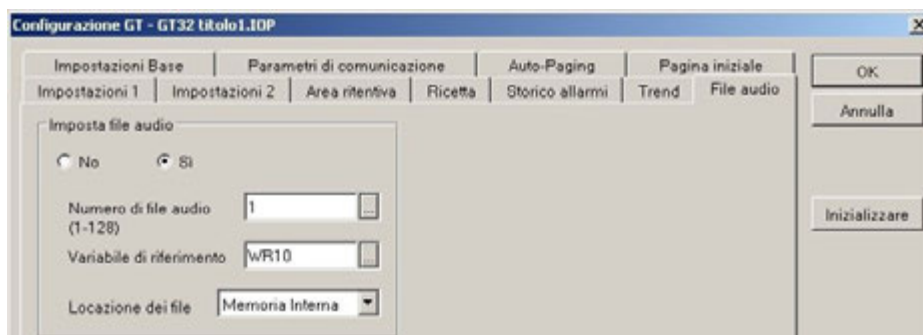 Configurazione GT - GT32 titolo1.IOP
Impostazioni Base Parametri di comunicazione Auto-Paging Pagina iniziale
Impostazioni 1 Impostazioni 2 Area ritentiva Ricetta Storico allarmi Trend File audio
OK
Annulla
Inizializzare
Imposta file audio
No Sì
Numero di file audio 1 ...
(1-128)
Variabile di riferimento WR10 ...
Locazione dei file Memoria Interna